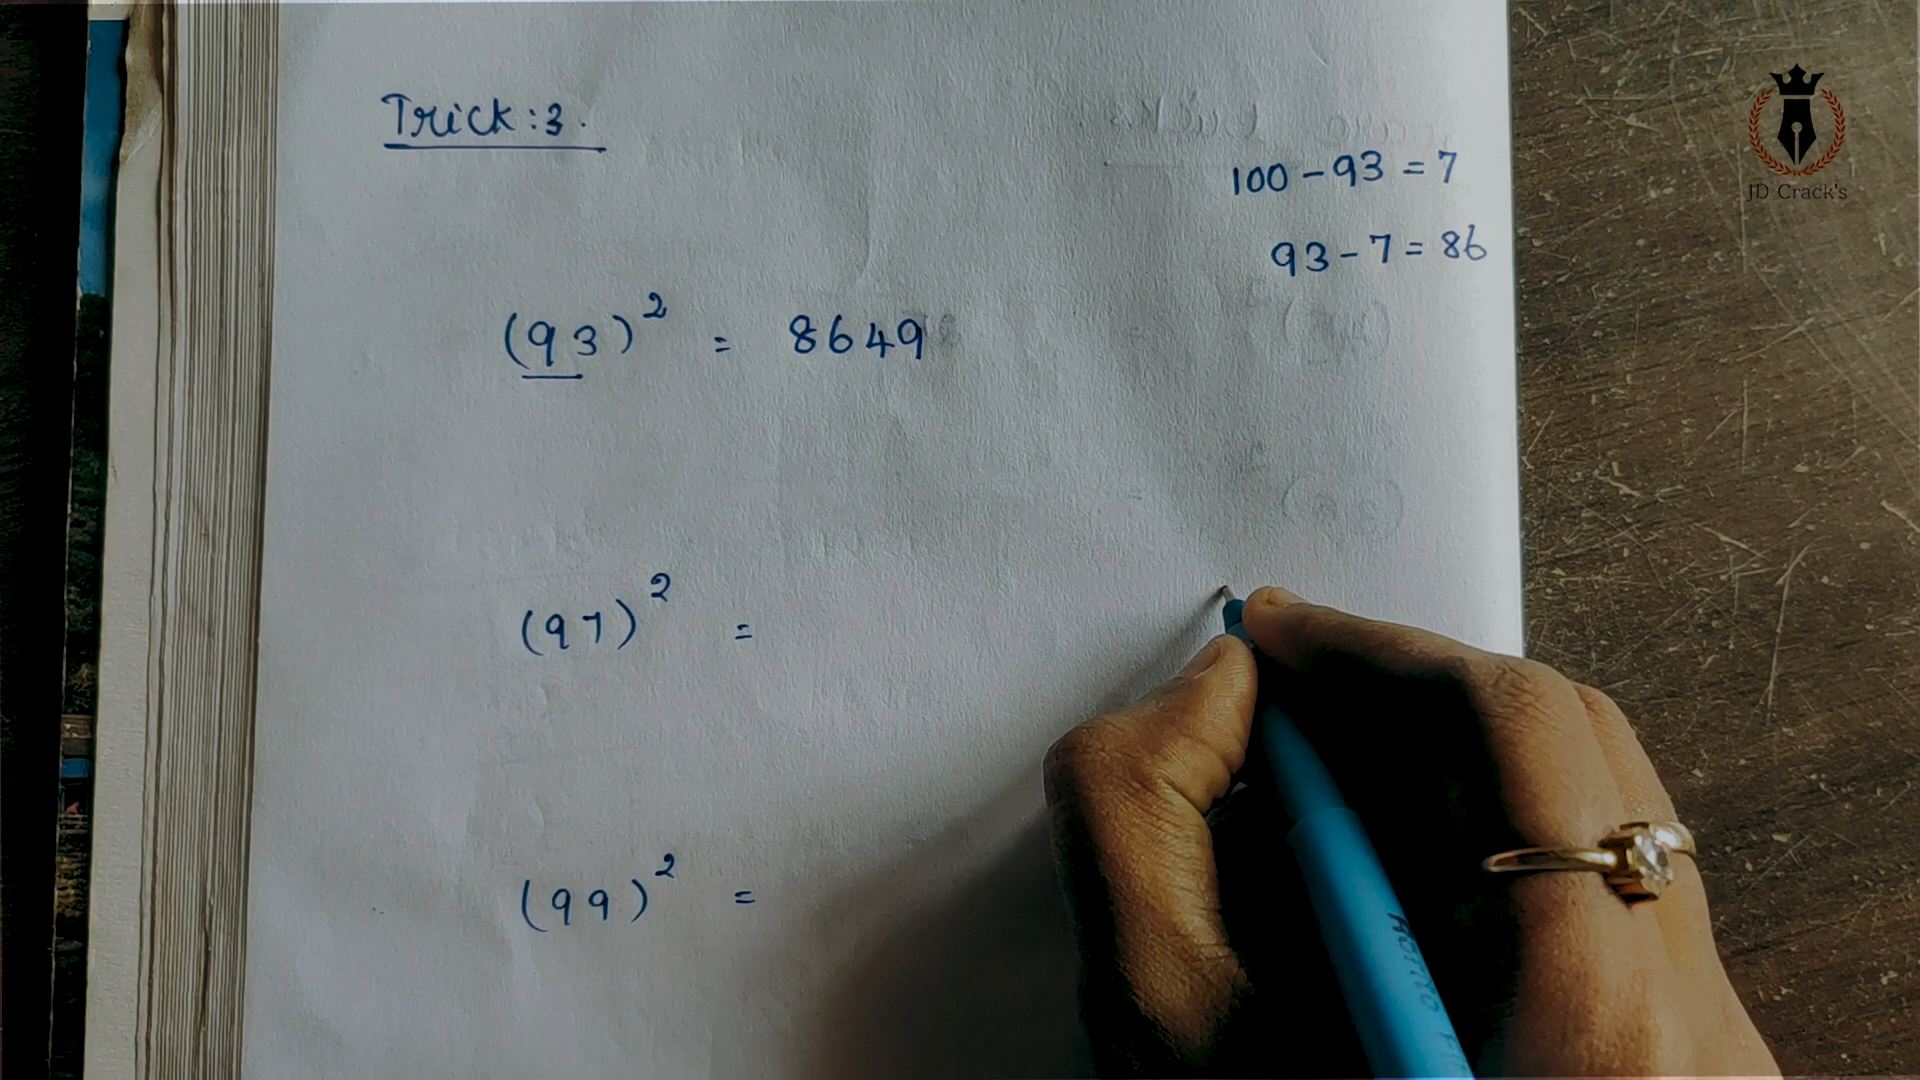 Trick : 3.
100 - 93 = 7
93 - 7 = 86
(93)² = 8649
(97)² =
(99)² =
JD Crack's